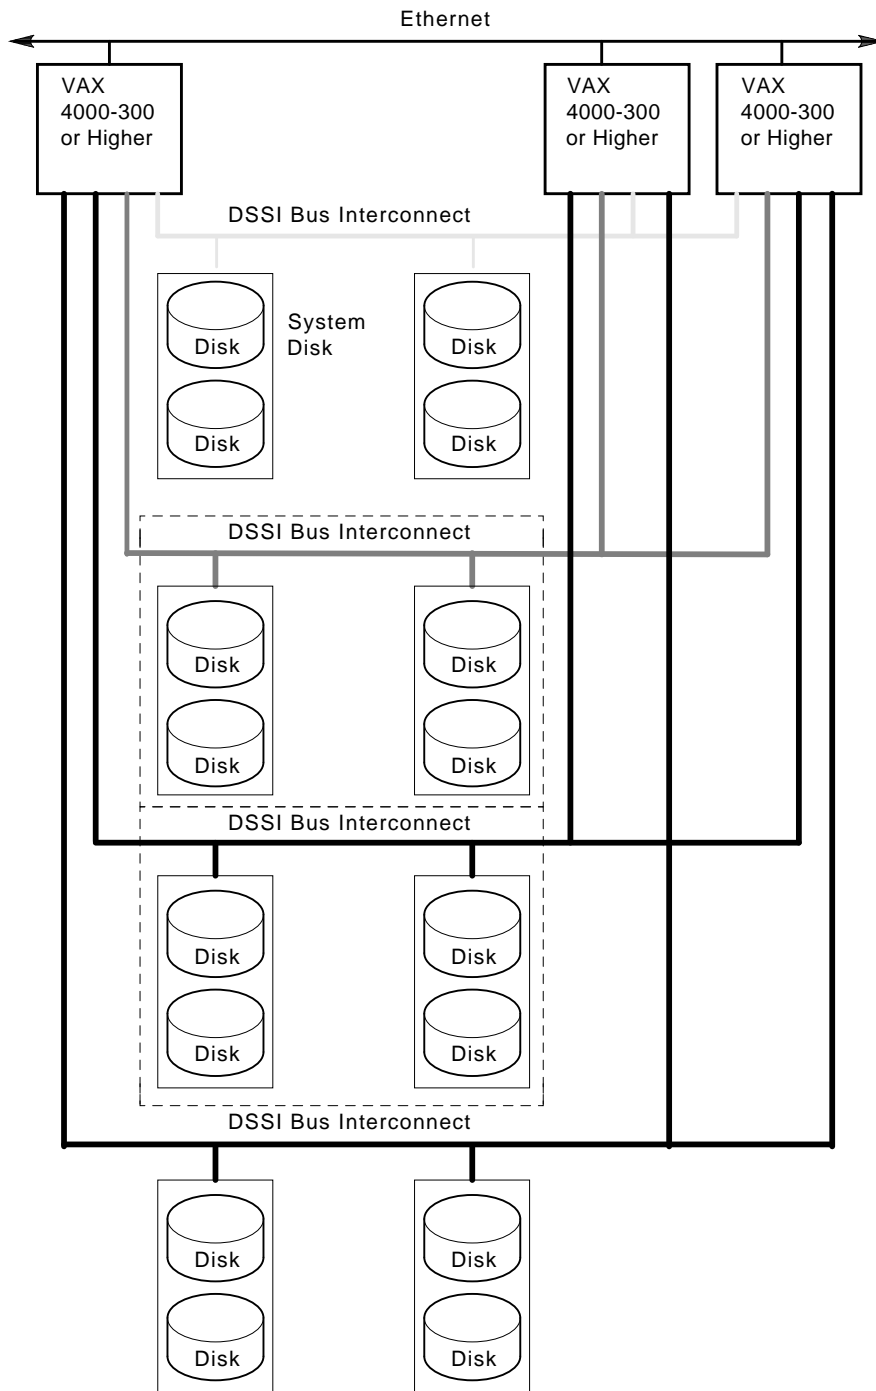 Ethernet
VAX
4000-300
or Higher
VAX
4000-300
or Higher
VAX
4000-300
or Higher
DSSI Bus Interconnect
Disk
System
Disk
Disk
Disk
Disk
DSSI Bus Interconnect
Disk
Disk
Disk
Disk
DSSI Bus Interconnect
Disk
Disk
Disk
Disk
DSSI Bus Interconnect
Disk
Disk
Disk
Disk